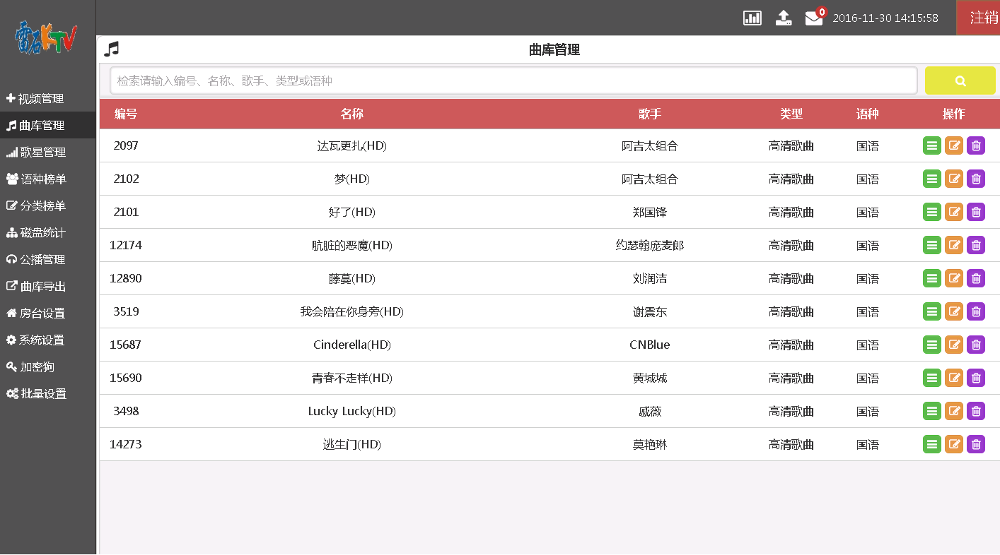 0 2016-11-30 14:15:58 注销
雷石KTV
曲库管理
检索请输入编号、名称、歌手、类型或语种
视频管理
曲库管理
歌星管理
语种榜单
分类榜单
磁盘统计
公播管理
曲库导出
房台设置
系统设置
加密狗
批量设置
编号 名称 歌手 类型 语种 操作
2097 达瓦更扎(HD) 阿吉太组合 高清歌曲 国语
2102 梦(HD) 阿吉太组合 高清歌曲 国语
2101 好了(HD) 郑国锋 高清歌曲 国语
12174 肮脏的恶魔(HD) 约瑟翰庞麦郎 高清歌曲 国语
12890 藤蔓(HD) 刘润洁 高清歌曲 国语
3519 我会陪在你身旁(HD) 谢震东 高清歌曲 国语
15687 Cinderella(HD) CNBlue 高清歌曲 国语
15690 青春不走样(HD) 黄城城 高清歌曲 国语
3498 Lucky Lucky(HD) 戚薇 高清歌曲 国语
14273 逃生门(HD) 莫艳琳 高清歌曲 国语